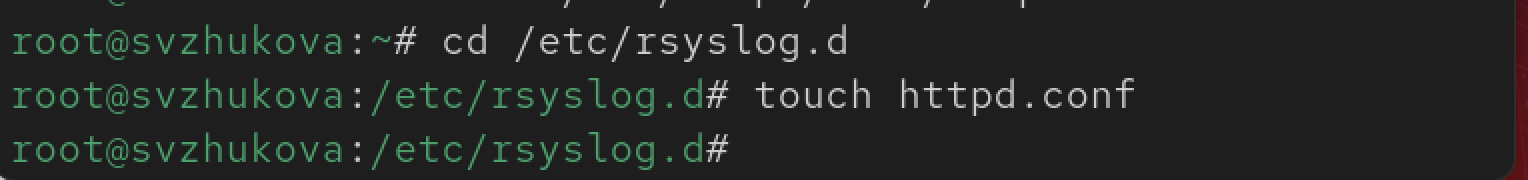 root@svzhukova:~# cd /etc/rsyslog.d
root@svzhukova:/etc/rsyslog.d# touch httpd.conf
root@svzhukova:/etc/rsyslog.d#